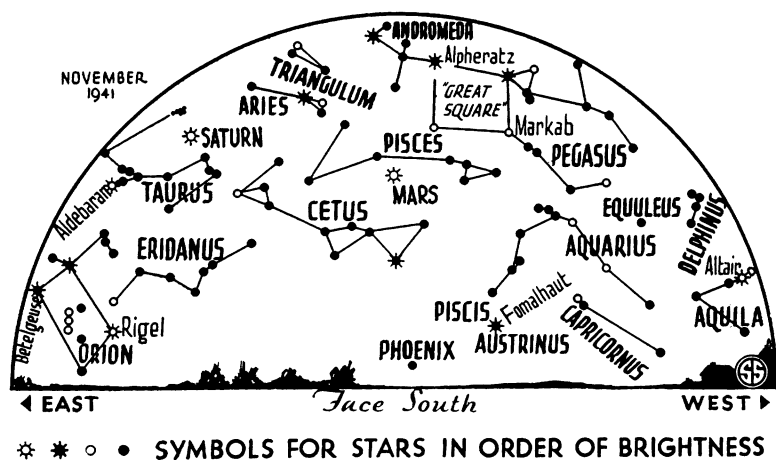 ANDROMEDA
Alpheratz
NOVEMBER
1941
TRIANGULUM
"GREAT
SQUARE"
ARIES
SATURN
PISCES
Markab
PEGASUS
MARS
TAURUS
Aldebaran
CETUS
EQUULEUS
DELPHINUS
ERIDANUS
AQUARIUS
Altair
Betelgeuse
Rigel
ORION
PISCIS
Fomalhaut
AUSTRINUS
CAPRICORNUS
AQUILA
PHOENIX
SS
EAST
Face South
WEST
SYMBOLS FOR STARS IN ORDER OF BRIGHTNESS